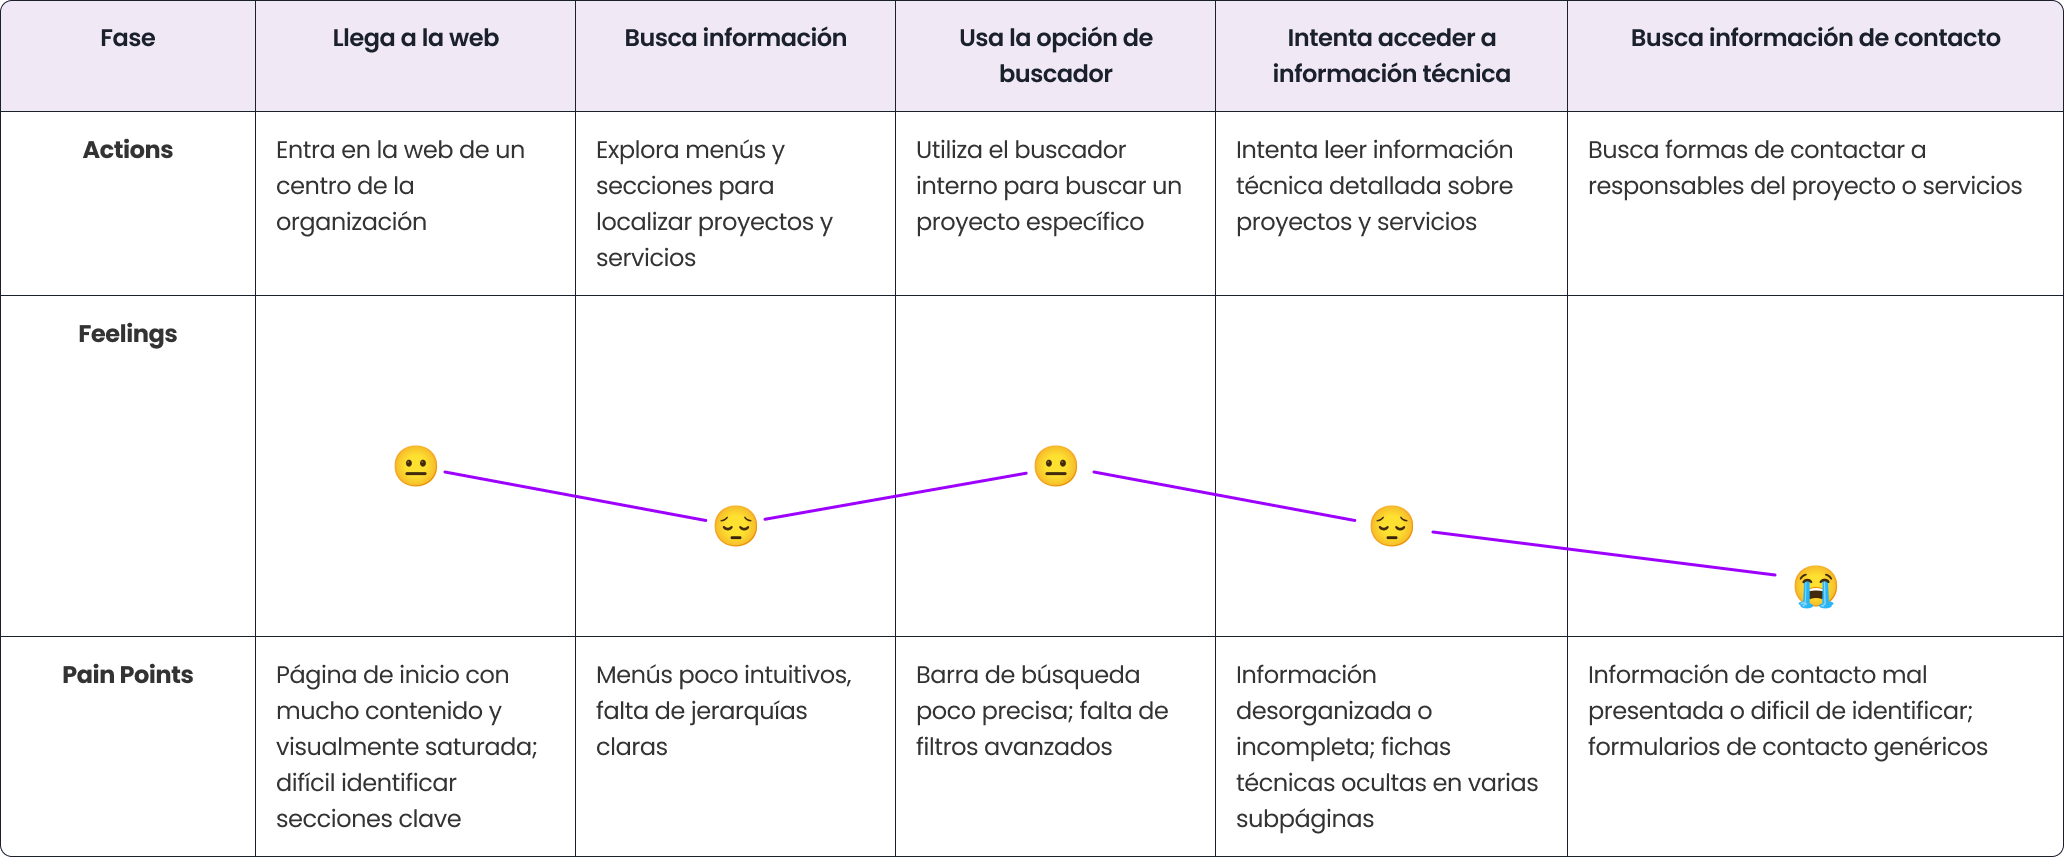 Fase
Llega a la web
Busca información
Usa la opción de
buscador
Intenta acceder a
información técnica
Busca información de contacto
Actions
Entra en la web de un
centro de la
organización
Explora menús y
secciones para
localizar proyectos y
servicios
Utiliza el buscador
interno para buscar un
proyecto específico
Intenta leer información
técnica detallada sobre
proyectos y servicios
Busca formas de contactar a
responsables del proyecto o servicios
Feelings
Pain Points
Página de inicio con
mucho contenido y
visualmente saturada;
difícil identificar
secciones clave
Menús poco intuitivos,
falta de jerarquías
claras
Barra de búsqueda
poco precisa; falta de
filtros avanzados
Información
desorganizada o
incompleta; fichas
técnicas ocultas en varias
subpáginas
Información de contacto mal
presentada o dificil de identificar;
formularios de contacto genéricos